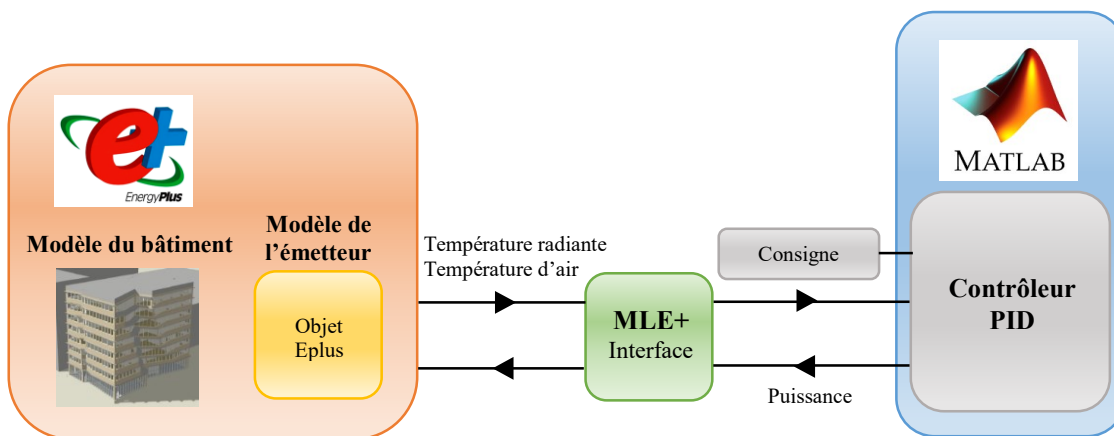 e+
EnergyPlus
Modèle du bâtiment
Modèle de
l'émetteur
Objet
Eplus
Température radiante
Température d'air
MLE+
Interface
Consigne
Puissance
MATLAB
Contrôleur
PID